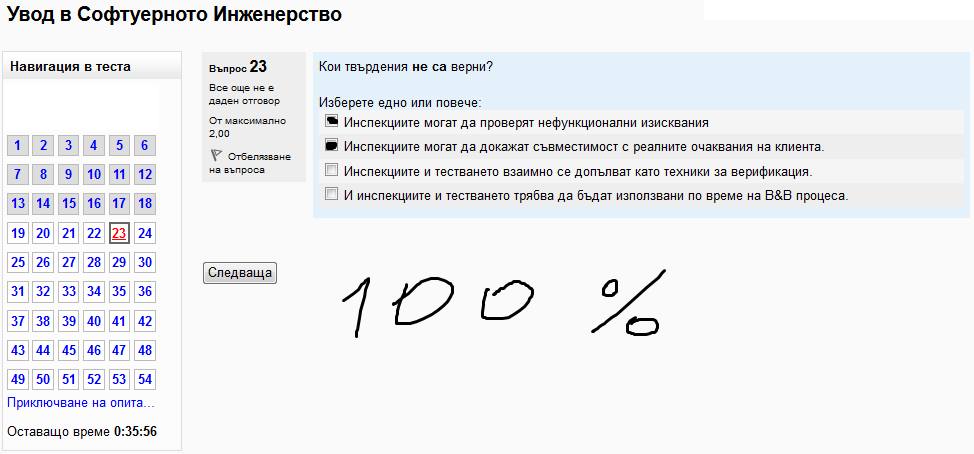 Увод в Софтуерното Инженерство
Навигация в теста
1 2 3 4 5 6
7 8 9 10 11 12
13 14 15 16 17 18
19 20 21 22 23 24
25 26 27 28 29 30
31 32 33 34 35 36
37 38 39 40 41 42
43 44 45 46 47 48
49 50 51 52 53 54
Приключване на опита...
Оставащо време 0:35:56
Въпрос 23
Все още не е
даден отговор
От максимално
2,00
Отбелязване
на въпроса
Кои твърдения не са верни?
Изберете едно или повече:
Инспекциите могат да проверят нефункционални изисквания
Инспекциите могат да докажат съвместимост с реалните очаквания на клиента.
Инспекциите и тестването взаимно се допълват като техники за верификация.
И инспекциите и тестването трябва да бъдат използвани по време на В&В процеса.
Следваща
100 %